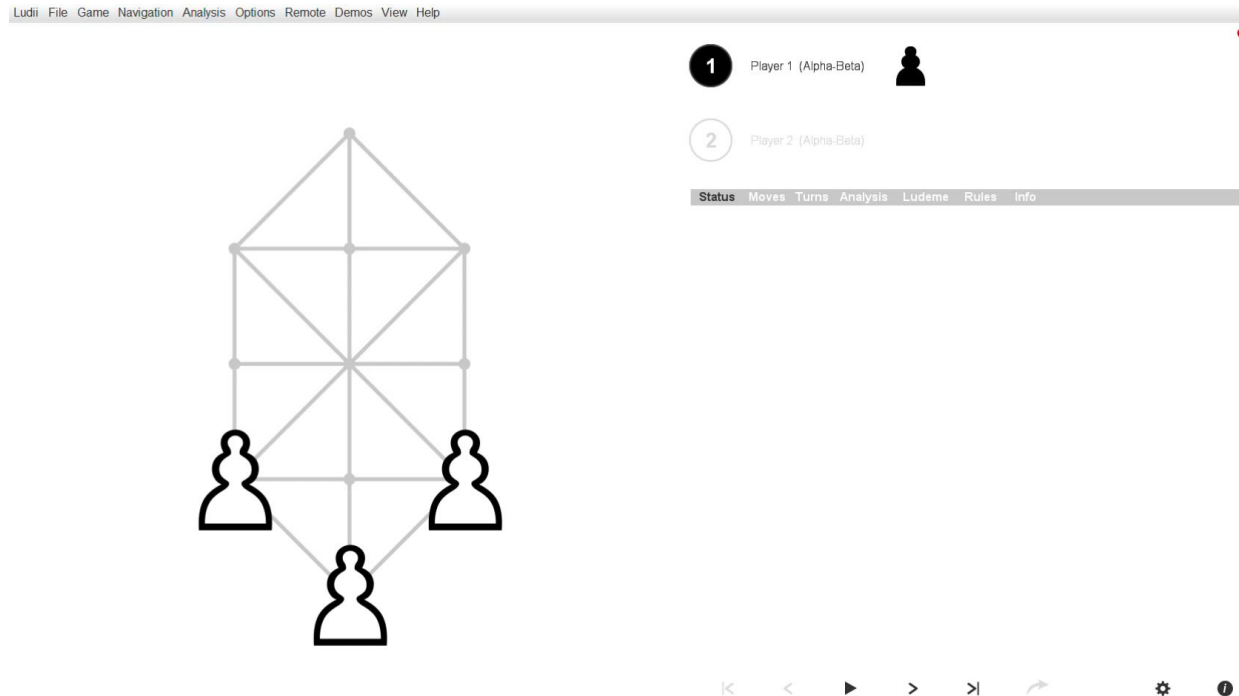 Ludii File Game Navigation Analysis Options Remote Demos View Help
1 Player 1 (Alpha-Beta)
2 Player 2 (Alpha-Beta)
Status Moves Turns Analysis Ludeme Rules Info